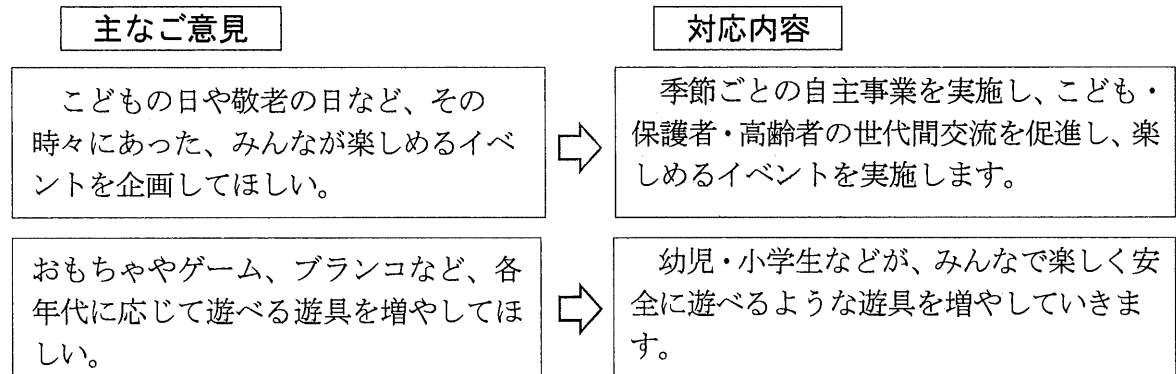 主なご意見
対応内容
こどもの日や敬老の日など、その
時々にあった、みんなが楽しめるイベ
ントを企画してほしい。
季節ごとの自主事業を実施し、こども・
保護者・高齢者の世代間交流を促進し、楽
しめるイベントを実施します。
おもちゃやゲーム、ブランコなど、各
年代に応じて遊べる遊具を増やしてほ
しい。
幼児・小学生などが、みんなで楽しく安
全に遊べるような遊具を増やしていきま
す。